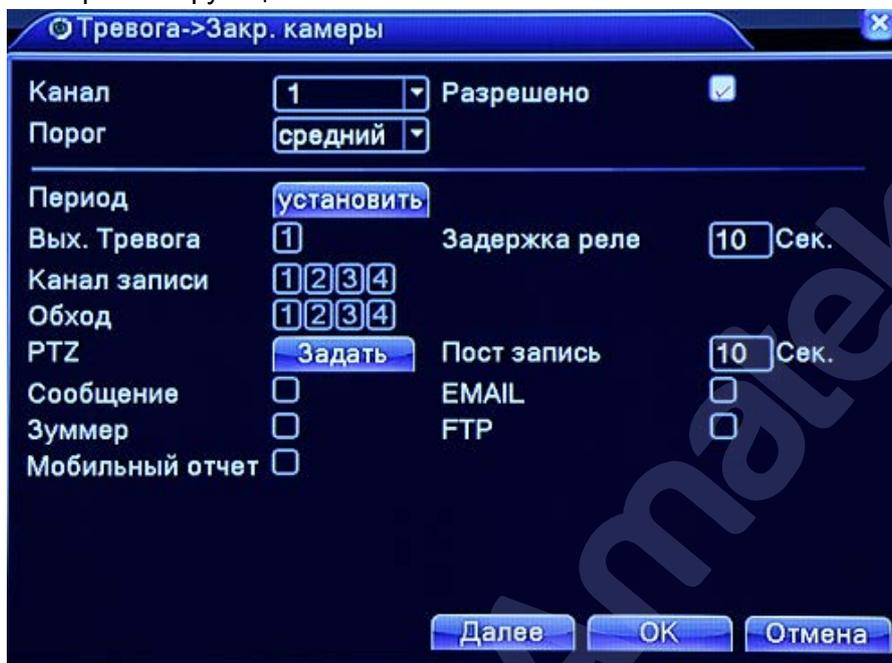 Тревога->Закр. камеры
Канал 1 Разрешено
Порог средний
Период установить
Вых. Тревога 1 Задержка реле 10 Сек.
Канал записи 1 2 3 4
Обход 1 2 3 4
PTZ Задать Пост запись 10 Сек.
Сообщение EMAIL
Зуммер FTP
Мобильный отчет
Далее OK Отмена
Amatek